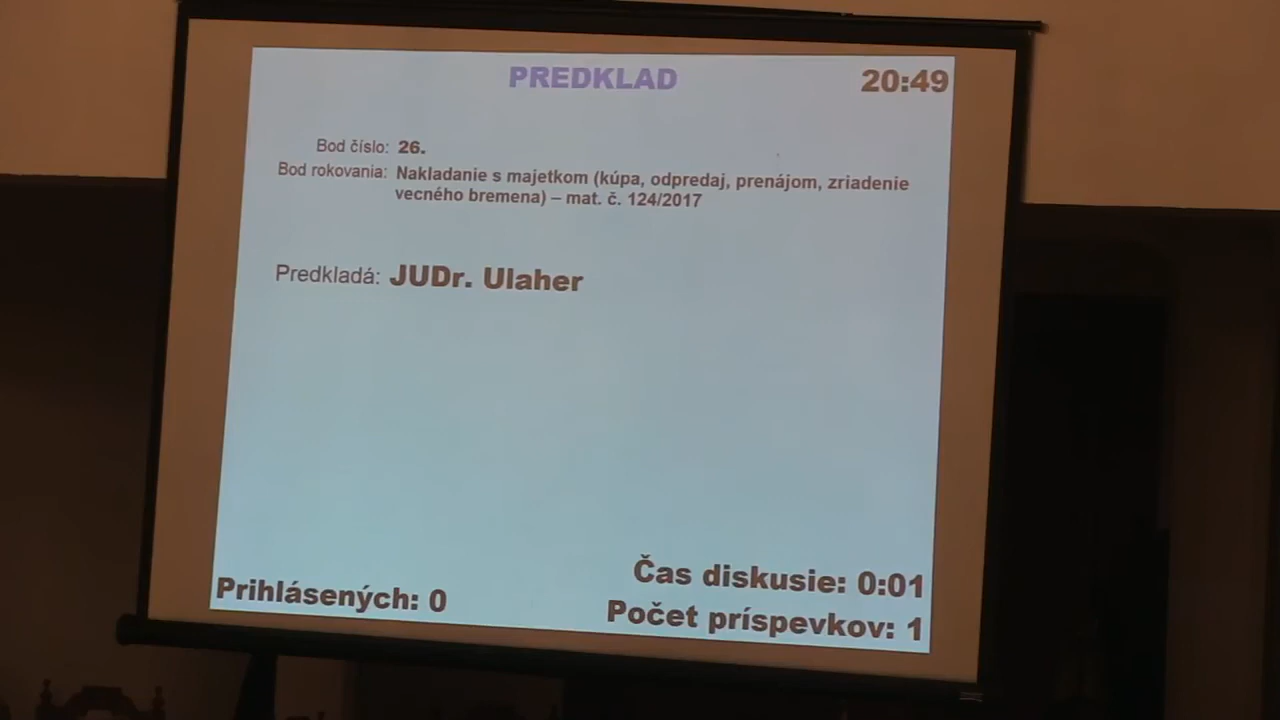 PREDKLAD
20:49
Bod číslo: 26.
Bod rokovania: Nakladanie s majetkom (kúpa, odpredaj, prenájom, zriadenie
vecného bremena) – mat. č. 124/2017
Predkladá: JUDr. Ulaher
Čas diskusie: 0:01
Prihlásených: 0
Počet príspevkov: 1